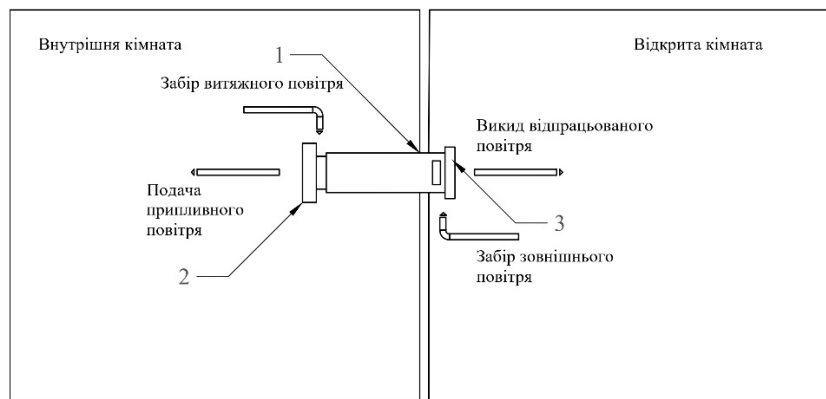 Внутрішня кімната
1
Відкрита кімната
Забір витяжного повітря
Викид відпрацьованого
повітря
Подача
припливного
повітря
3
Забір зовнішнього
повітря
2